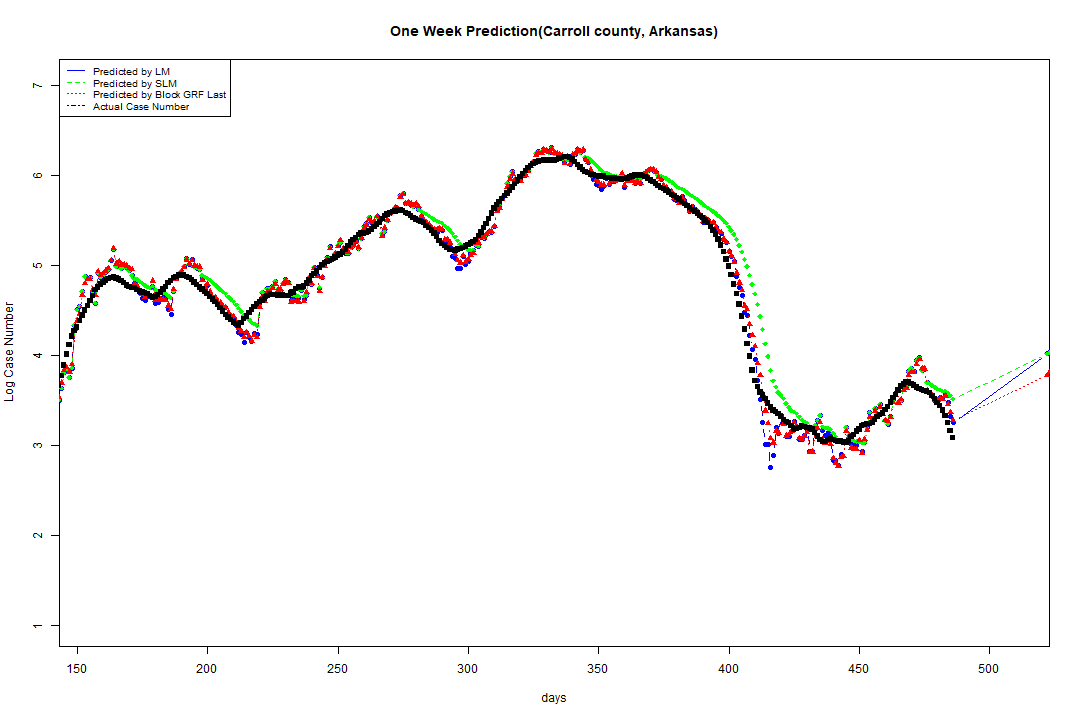 One Week Prediction(Carroll county, Arkansas)
Predicted by LM
Predicted by SLM
Predicted by Block GRF Last
Actual Case Number
7
6
5
4
3
2
1
Log Case Number
150 200 250 300 350 400 450 500
days